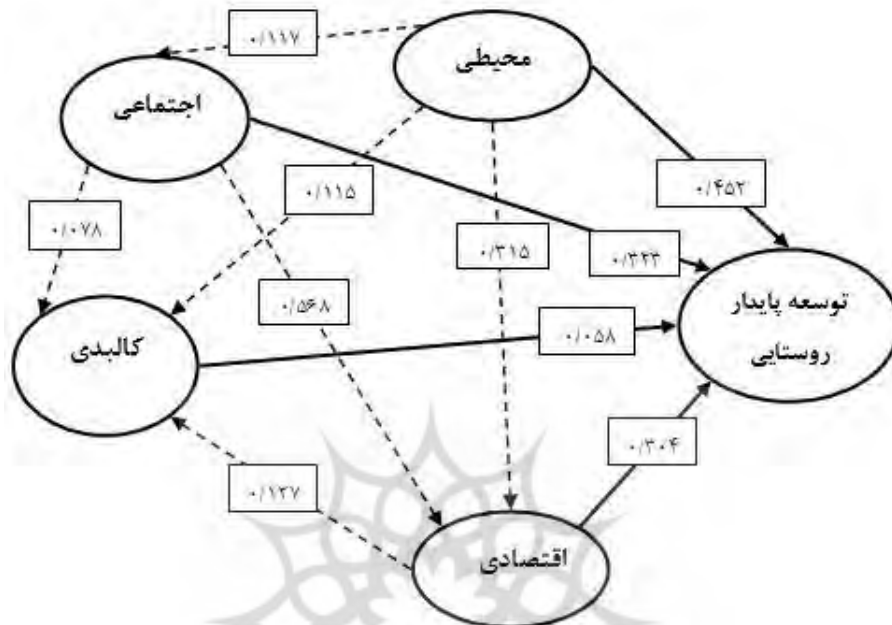 ۰/۱۱۷
محیطی
اجتماعی
۰/۴۵۲
۰/۱۱۵
۰/۰۷۸
۰/۳۱۵
۰/۳۲۳
۰/۵۶۸
توسعه پایدار
روستایی
کالبدی
۰/۰۵۸
۰/۳۰۴
۰/۱۲۷
اقتصادی